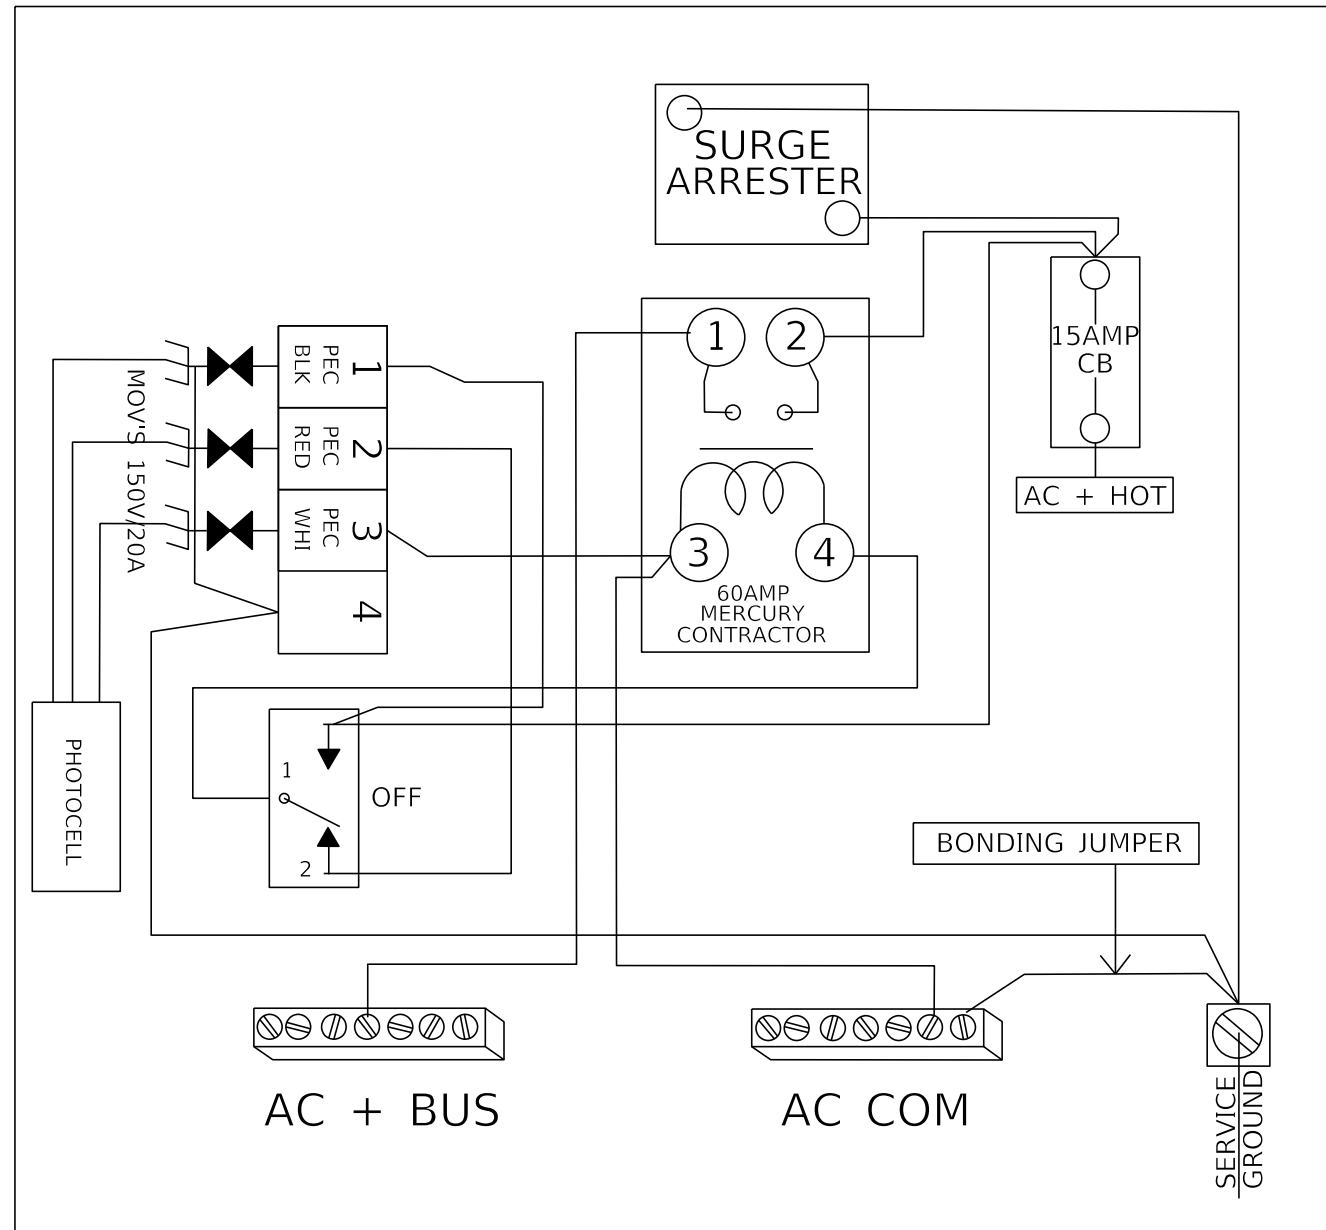 SURGE
ARRESTER
1
2
15AMP
CB
AC + HOT
3
4
60AMP
MERCURY
CONTRACTOR
MOV'S 150V/20A
1
PEC
BLK
2
PEC
RED
3
PEC
WHI
4
PHOTOCELL
1
OFF
2
BONDING JUMPER
AC + BUS
AC COM
SERVICE
GROUND